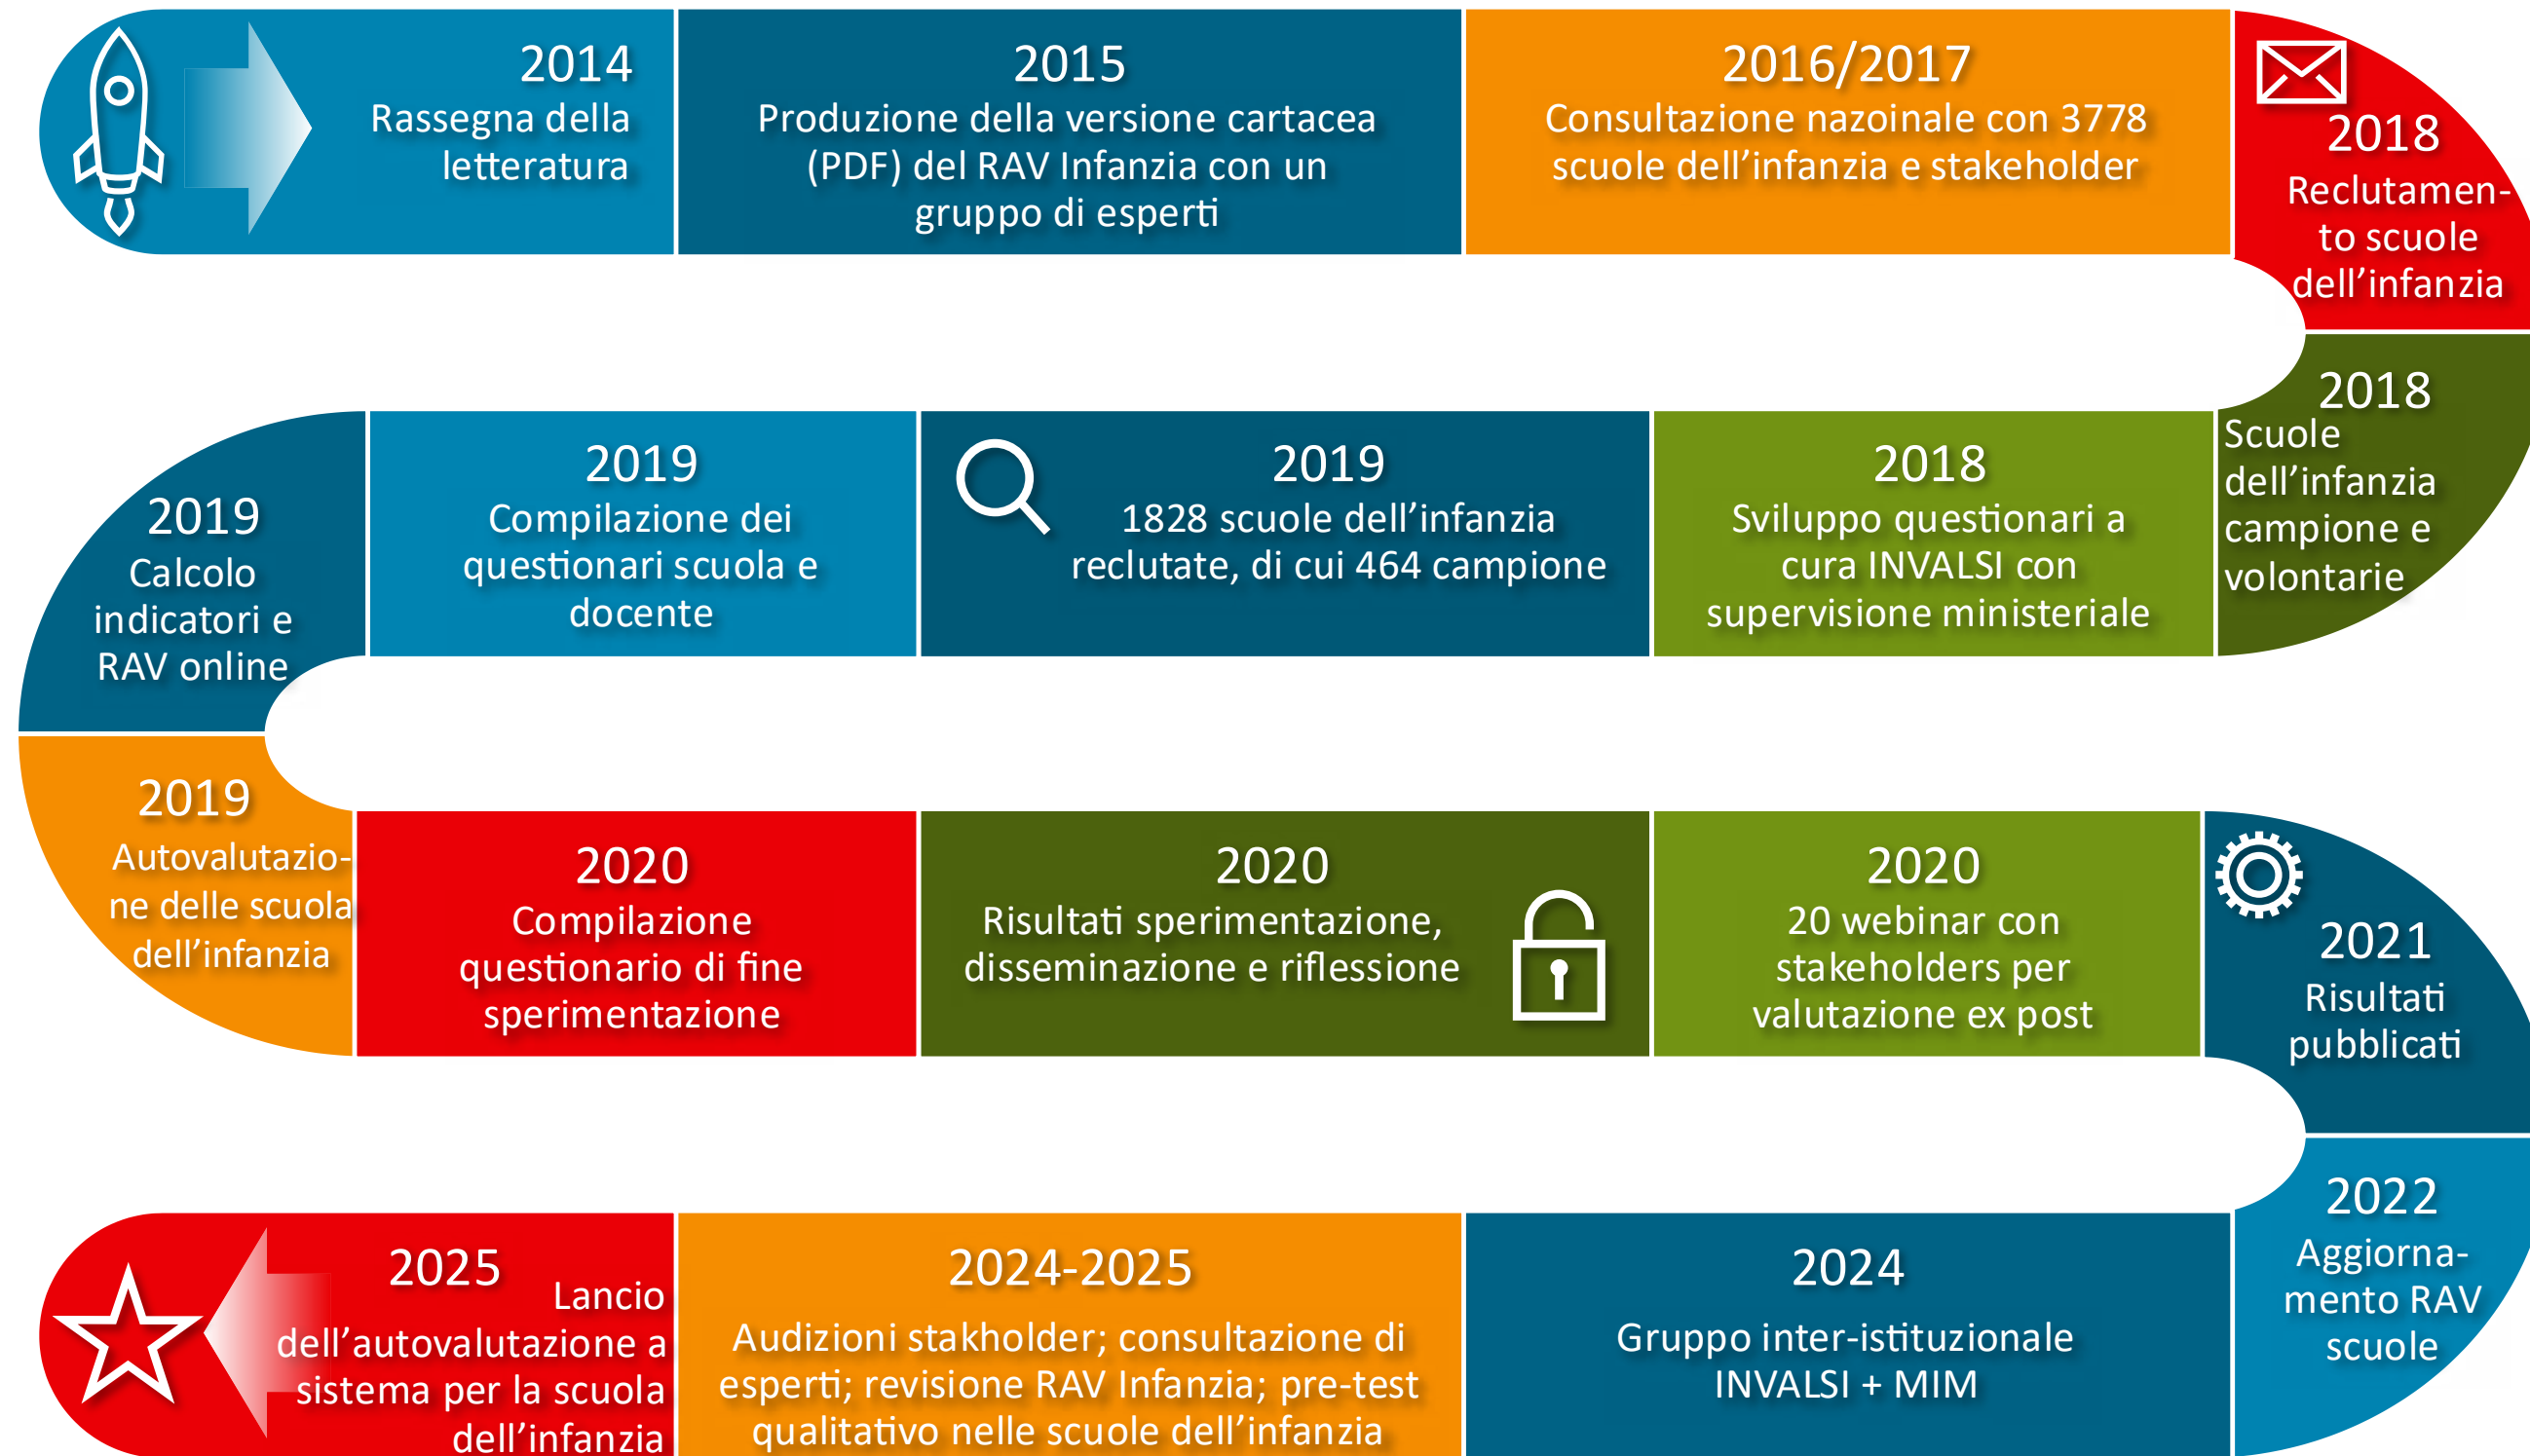 2014
Rassegna della
letteratura
2015
Produzione della versione cartacea
(PDF) del RAV Infanzia con un
gruppo di esperti
2016/2017
Consultazione nazoinale con 3778
scuole dell’infanzia e stakeholder
2018
Reclutamen-
to scuole
dell’infanzia
2018
Scuole
dell’infanzia
campione e
volontarie
2018
Sviluppo questionari a
cura INVALSI con
supervisione ministeriale
2019
1828 scuole dell’infanzia
reclutate, di cui 464 campione
2019
Compilazione dei
questionari scuola e
docente
2019
Calcolo
indicatori e
RAV online
2019
Autovalutazio-
ne delle scuola
dell’infanzia
2020
Compilazione
questionario di fine
sperimentazione
2020
Risultati sperimentazione,
disseminazione e riflessione
2020
20 webinar con
stakeholders per
valutazione ex post
2021
Risultati
pubblicati
2022
Aggiorna-
mento RAV
scuole
2024
Gruppo inter-istituzionale
INVALSI + MIM
2024-2025
Audizioni stakholder; consultazione di
esperti; revisione RAV Infanzia; pre-test
qualitativo nelle scuole dell’infanzia
2025
Lancio
dell’autovalutazione a
sistema per la scuola
dell’infanzia